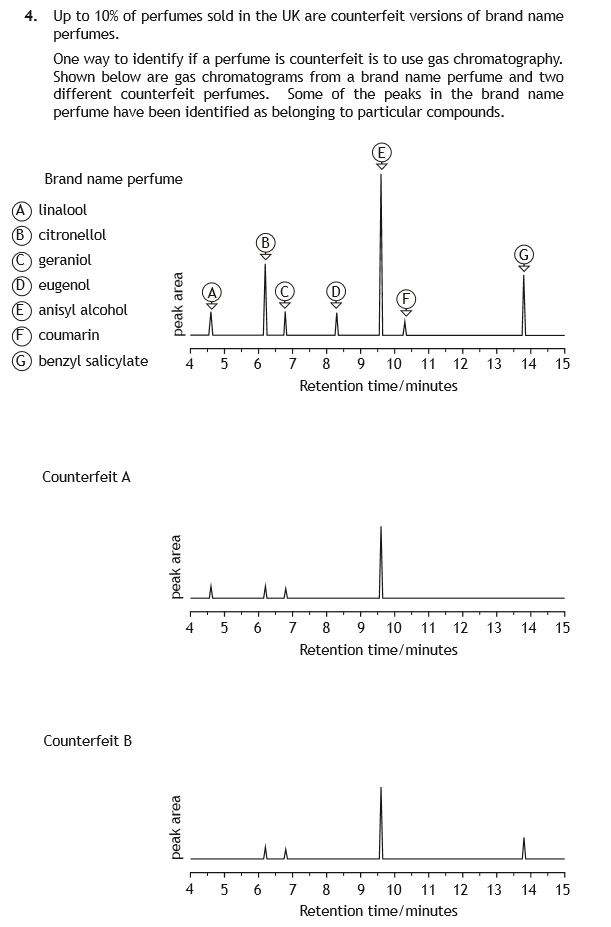 4. Up to 10% of perfumes sold in the UK are counterfeit versions of brand name
perfumes.
One way to identify if a perfume is counterfeit is to use gas chromatography.
Shown below are gas chromatograms from a brand name perfume and two
different counterfeit perfumes. Some of the peaks in the brand name
perfume have been identified as belonging to particular compounds.
Brand name perfume
A linalool
B citronellol
C geraniol
D eugenol
E anisyl alcohol
F coumarin
G benzyl salicylate
peak area
A
B
C
D
E
F
G
4 5 6 7 8 9 10 11 12 13 14 15
Retention time/minutes
Counterfeit A
peak area
4 5 6 7 8 9 10 11 12 13 14 15
Retention time/minutes
Counterfeit B
peak area
4 5 6 7 8 9 10 11 12 13 14 15
Retention time/minutes